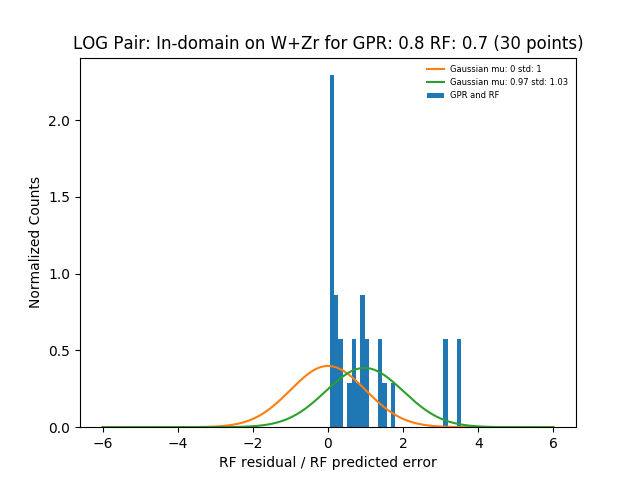 LOG Pair: In-domain on W+Zr for GPR: 0.8 RF: 0.7 (30 points)
Gaussian mu: 0 std: 1
Gaussian mu: 0.97 std: 1.03
GPR and RF
Normalized Counts
2.0
1.5
1.0
0.5
0.0
−6 −4 −2 0 2 4 6
RF residual / RF predicted error